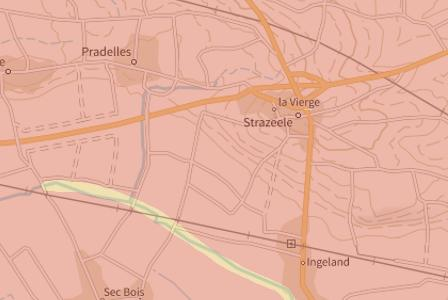 Pradelles
e
la Vierge
Strazeele
Ingeland
Sec Bois